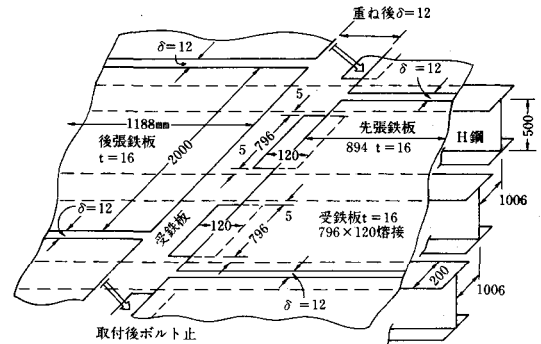 重ね後δ=12
δ=12
δ=12
1188mm
後張鉄板
t=16
2000
5
796
5
120
先張鉄板
894 t=16
H鋼
500
1006
δ=12
受鉄板
120
796
5
受鉄板t=16
796×120熔接
200
1006
δ=12
取付後ボルト止